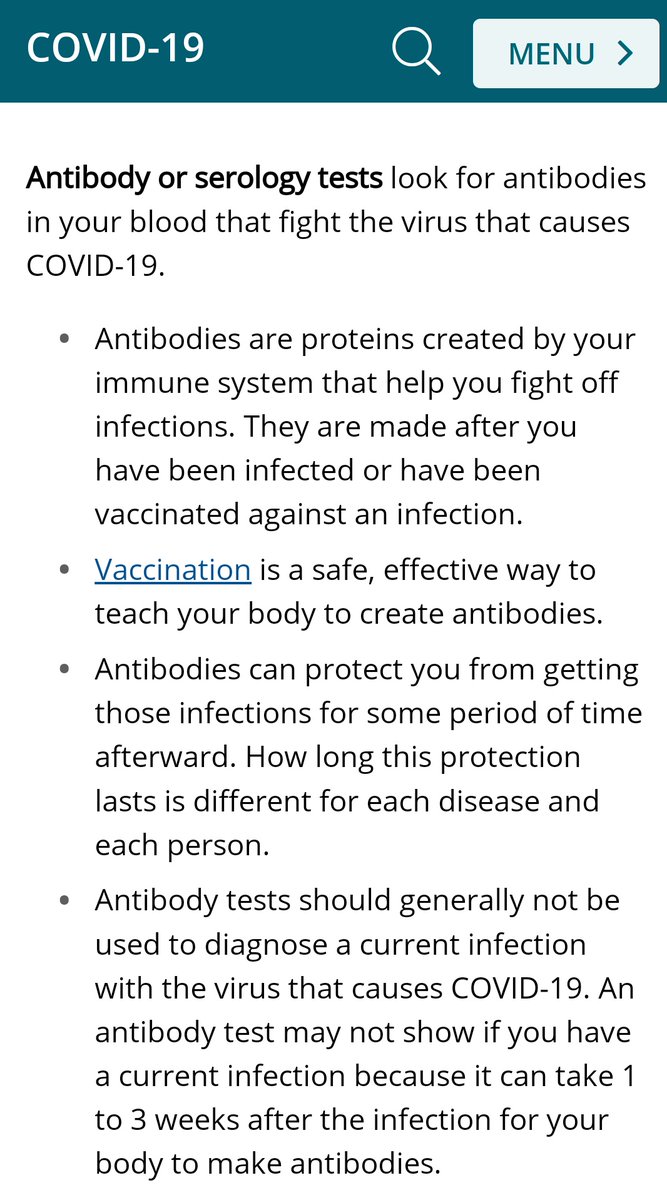 COVID-19
MENU
Antibody or serology tests look for antibodies
in your blood that fight the virus that causes
COVID-19.
• Antibodies are proteins created by your
immune system that help you fight off
infections. They are made after you
have been infected or have been
vaccinated against an infection.
• Vaccination is a safe, effective way to
teach your body to create antibodies.
• Antibodies can protect you from getting
those infections for some period of time
afterward. How long this protection
lasts is different for each disease and
each person.
• Antibody tests should generally not be
used to diagnose a current infection
with the virus that causes COVID-19. An
antibody test may not show if you have
a current infection because it can take 1
to 3 weeks after the infection for your
body to make antibodies.